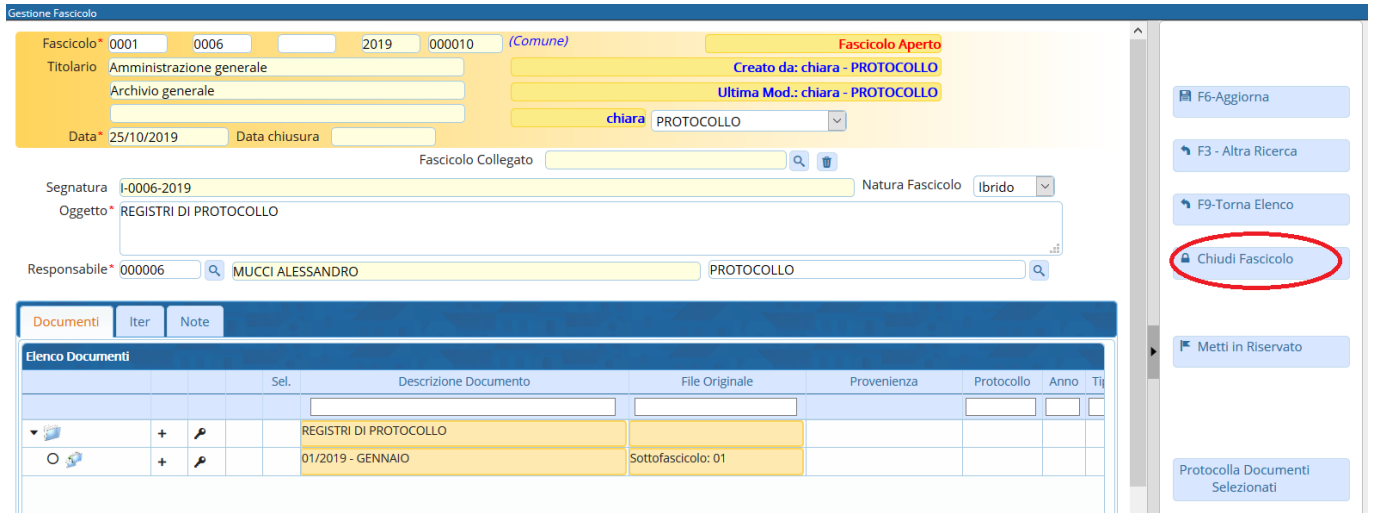 Gestione Fascicolo
Fascicolo* 0001 0006 2019 000010 (Comune) Fascicolo Aperto
Titolario Amministrazione generale Creato da: chiara - PROTOCOLLO
Archivio generale Ultima Mod.: chiara - PROTOCOLLO
chiara PROTOCOLLO
Data* 25/10/2019 Data chiusura
Fascicolo Collegato
Segnatura I-0006-2019 Natura Fascicolo Ibrido
Oggetto* REGISTRI DI PROTOCOLLO
Responsabile* 000006 MUCCI ALESSANDRO PROTOCOLLO
Documenti Iter Note
Elenco Documenti
Sel. Descrizione Documento File Originale Provenienza Protocollo Anno Tip
REGISTRI DI PROTOCOLLO
01/2019 - GENNAIO Sottofascicolo: 01
F6-Aggiorna
F3 - Altra Ricerca
F9-Torna Elenco
Chiudi Fascicolo
Metti in Riservato
Protocolla Documenti
Selezionati